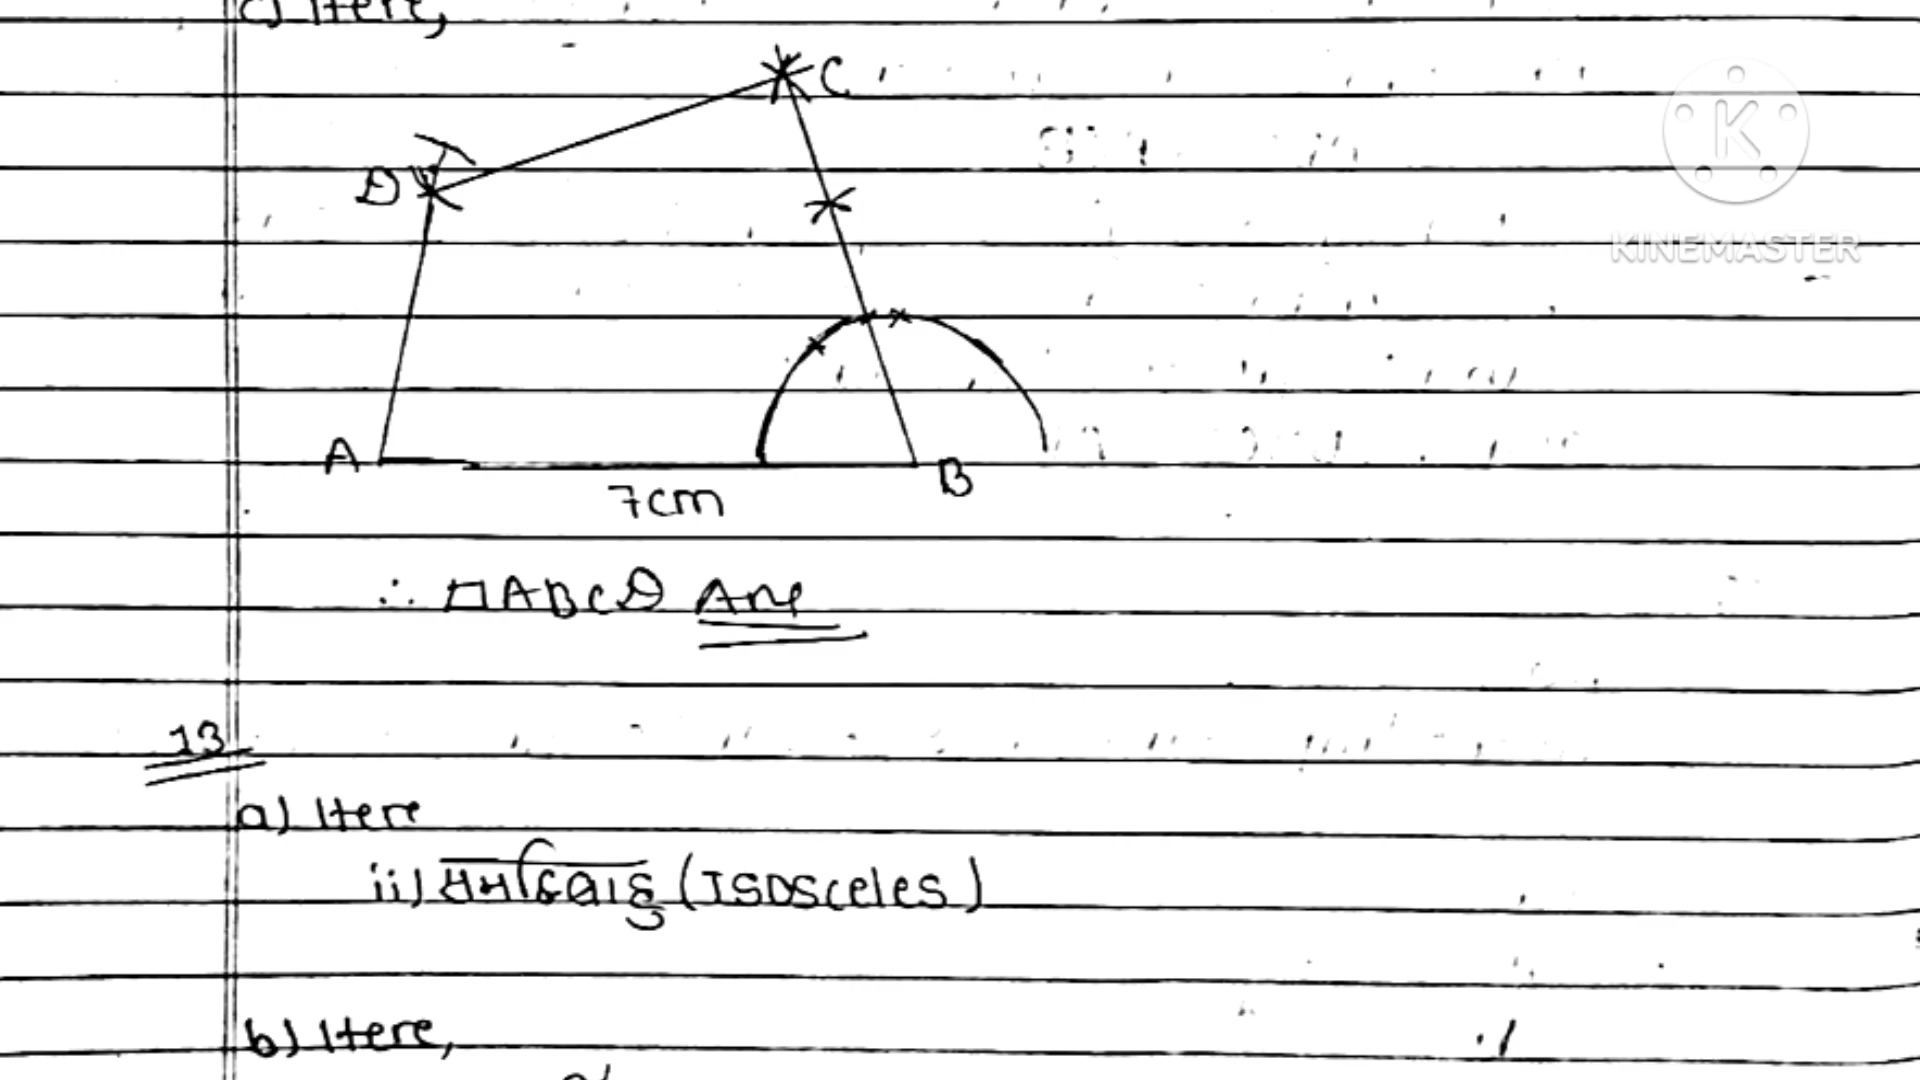 c) Here,
C
D
A
B
7cm
∴ □ABCD Ans
13
a) Here
ii) समद्विबाहु (Isosceles)
b) Here,
K
KINEMASTER